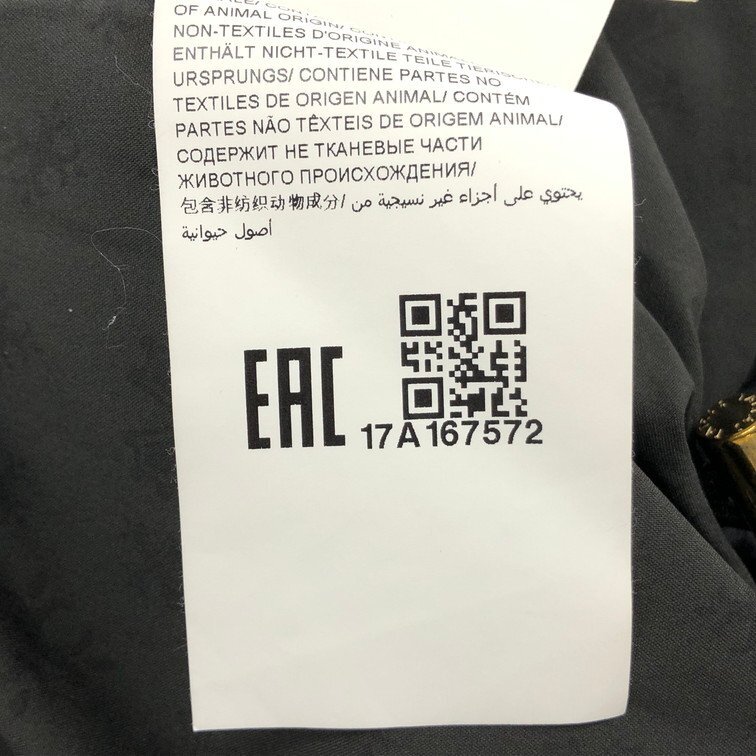 OF ANIMAL ORIGIN/
NON-TEXTILES D'ORIGINE
ENTHÄLT NICHT-TEXTILE TEILE
URSPRUNGS/ CONTIENE PARTES NO
TEXTILES DE ORIGEN ANIMAL/ CONTÉM
PARTES NÃO TÊXTEIS DE ORIGEM ANIMAL/
СОДЕРЖИТ НЕ ТКАНЕВЫЕ ЧАСТИ
ЖИВОТНОГО ПРОИСХОЖДЕНИЯ/
包含非纺织动物成分/ يحتوي على أجزاء غير نسيجية من
أصول حيوانية
EAC
17A167572